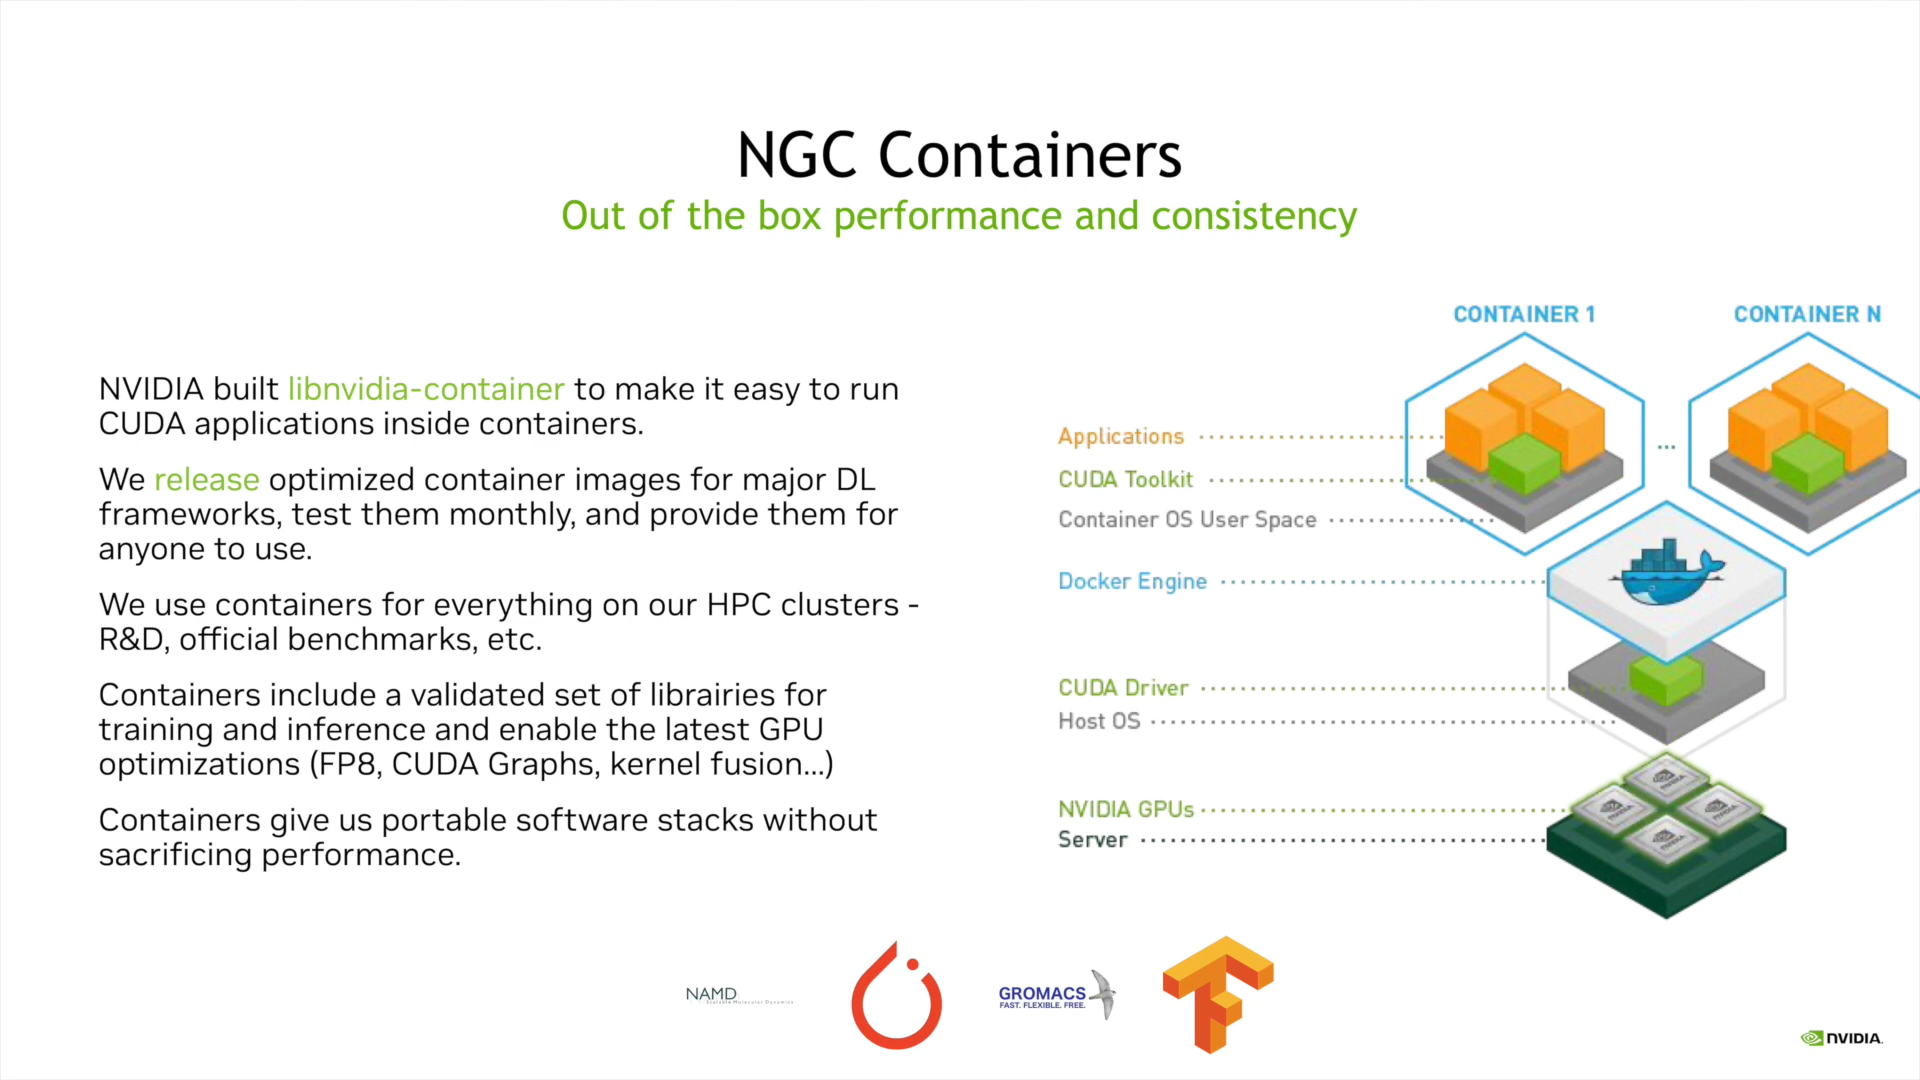 NGC Containers
Out of the box performance and consistency
NVIDIA built libnvidia-container to make it easy to run
CUDA applications inside containers.
We release optimized container images for major DL
frameworks, test them monthly, and provide them for
anyone to use.
We use containers for everything on our HPC clusters -
R&D, official benchmarks, etc.
Containers include a validated set of librairies for
training and inference and enable the latest GPU
optimizations (FP8, CUDA Graphs, kernel fusion...)
Containers give us portable software stacks without
sacrificing performance.
CONTAINER 1
CONTAINER N
...
Applications
CUDA Toolkit
Container OS User Space
Docker Engine
CUDA Driver
Host OS
NVIDIA GPUs
Server
NAMD
Scalable Molecular Dynamics
GROMACS
FAST. FLEXIBLE. FREE.
NVIDIA.